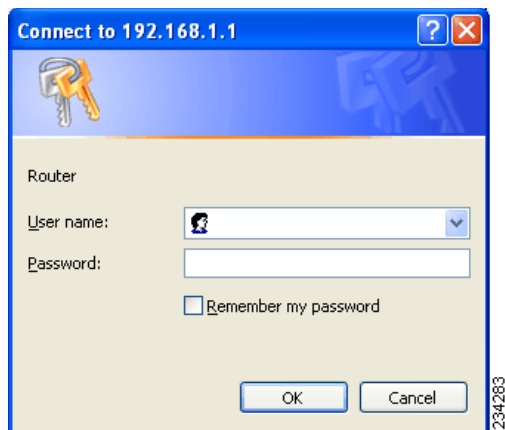 Connect to 192.168.1.1
?
Router
User name:
Password:
Remember my password
OK
Cancel
234283